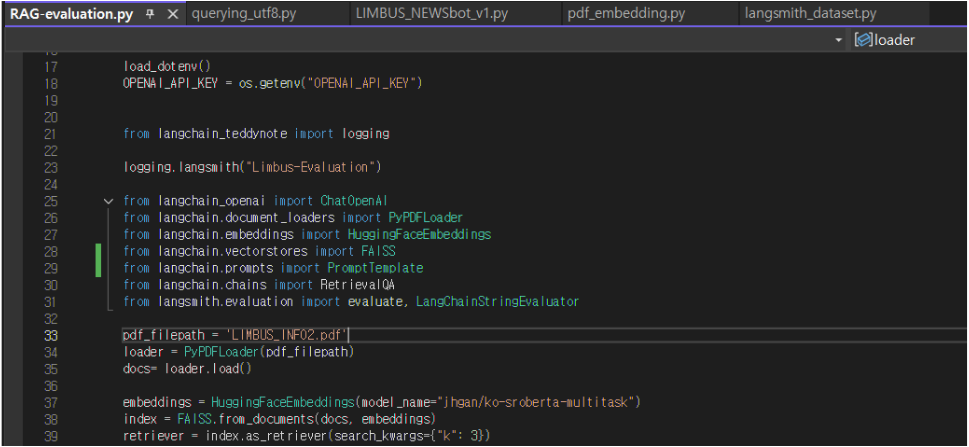 RAG-evaluation.py querying_utf8.py LIMBUS_NEWSbot_v1.py pdf_embedding.py langsmith_dataset.py
loader
17 load_dotenv()
18 OPENAI_API_KEY = os.getenv("OPENAI_API_KEY")
19
20
21 from langchain_teddynote import logging
22
23 logging.langsmith("Limbus-Evaluation")
24
25 from langchain_openai import ChatOpenAI
26 from langchain.document_loaders import PyPDFLoader
27 from langchain.embeddings import HuggingFaceEmbeddings
28 from langchain.vectorstores import FAISS
29 from langchain.prompts import PromptTemplate
30 from langchain.chains import RetrievalQA
31 from langsmith.evaluation import evaluate, LangChainStringEvaluator
32
33 pdf_filepath = 'LIMBUS_INFO2.pdf'
34 loader = PyPDFLoader(pdf_filepath)
35 docs= loader.load()
36
37 embeddings = HuggingFaceEmbeddings(model_name="jhgan/ko-sroberta-multitask")
38 index = FAISS.from_documents(docs, embeddings)
39 retriever = index.as_retriever(search_kwargs={"k": 3})